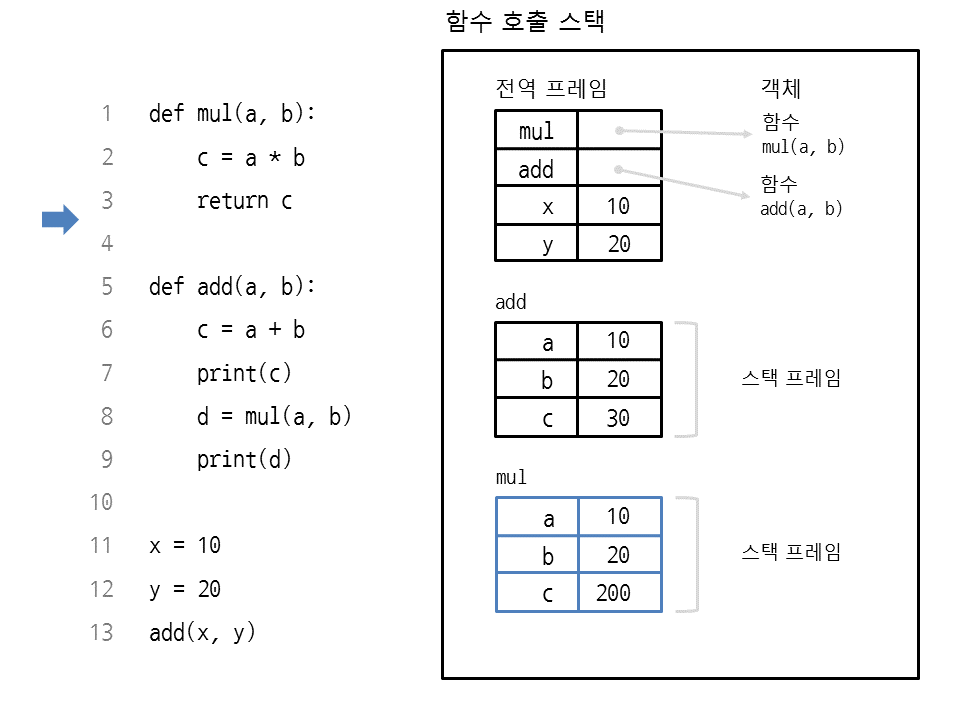 함수 호출 스택
1 def mul(a, b):
2     c = a * b
3     return c
4
5 def add(a, b):
6     c = a + b
7     print(c)
8     d = mul(a, b)
9     print(d)
10
11 x = 10
12 y = 20
13 add(x, y)
전역 프레임 객체
mul
add
x 10
y 20
함수
mul(a, b)
함수
add(a, b)
add
a 10
b 20
c 30
스택 프레임
mul
a 10
b 20
c 200
스택 프레임